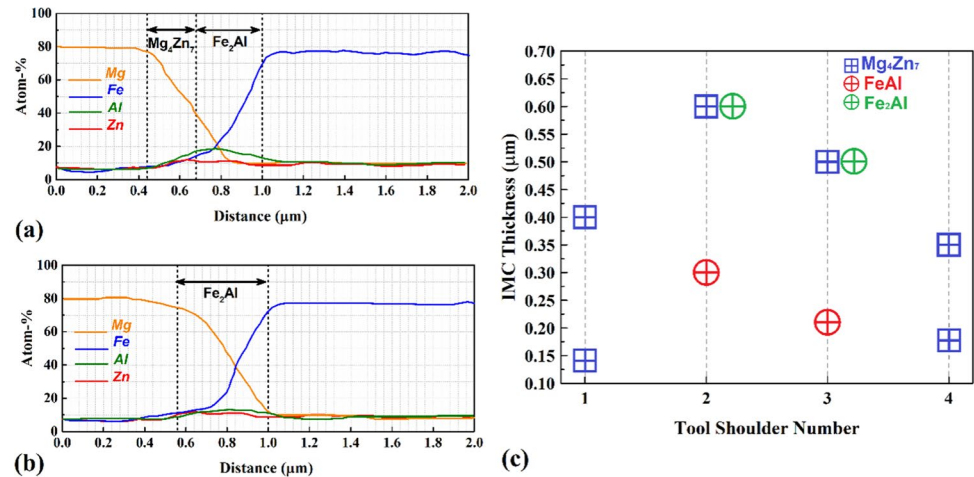 100
80
60
40
20
0
Atom-%
Mg₄Zn₇
Fe₂Al
Mg
Fe
Al
Zn
0.0 0.2 0.4 0.6 0.8 1.0 1.2 1.4 1.6 1.8 2.0
Distance (μm)
(a)
100
80
60
40
20
0
Atom-%
Fe₂Al
Mg
Fe
Al
Zn
0.0 0.2 0.4 0.6 0.8 1.0 1.2 1.4 1.6 1.8 2.0
Distance (μm)
(b)
0.70
0.65
0.60
0.55
0.50
0.45
0.40
0.35
0.30
0.25
0.20
0.15
0.10
IMC Thickness (μm)
Mg₄Zn₇
FeAl
Fe₂Al
1 2 3 4
Tool Shoulder Number
(c)